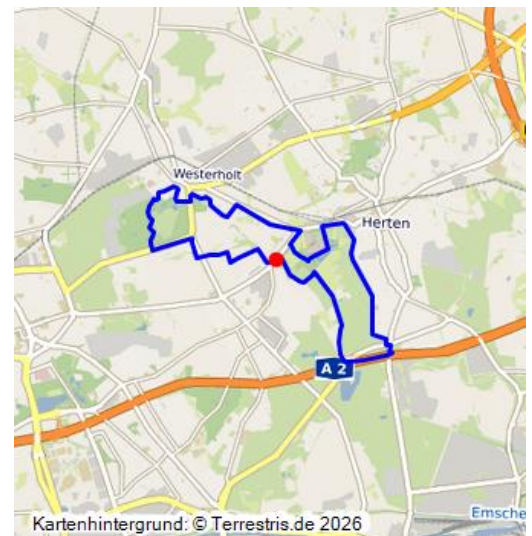 Westerholt
Herten
A 2
Emsche
Kartenhintergrund: © Terrestris.de 2026